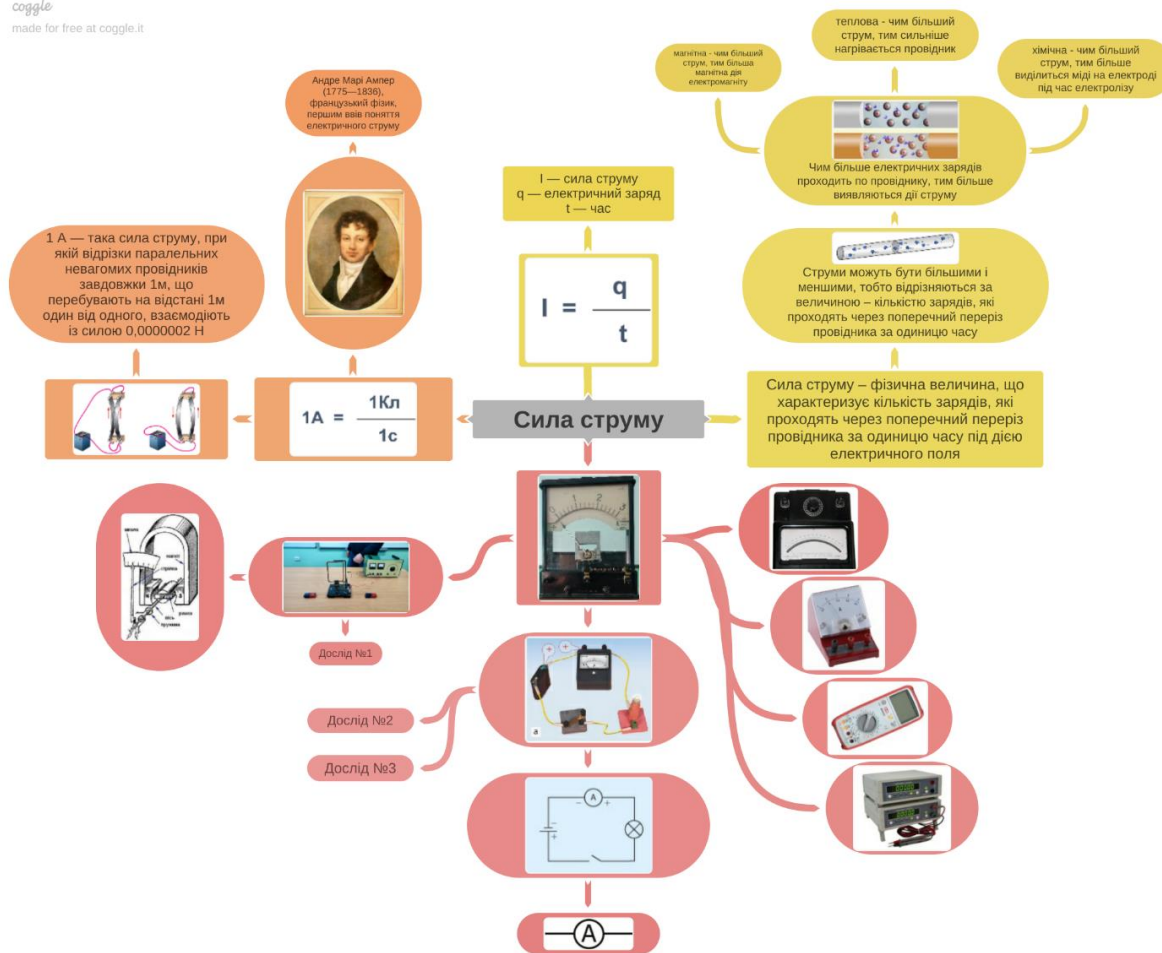 coggle
made for free at coggle.it
теплова - чим більший
струм, тим сильніше
нагрівається провідник
магнітна - чим більший
струм, тим більша
магнітна дія
електромагніту
хімічна - чим більший
струм, тим більше
виділиться міді на електроді
під час електролізу
Андре Марі Ампер
(1775—1836),
французький фізик,
першим ввів поняття
електричного струму
Чим більше електричних зарядів
проходить по провіднику, тим більше
виявляються дії струму
I — сила струму
q — електричний заряд
t — час
1 А — така сила струму, при
якій відрізки паралельних
невагомих провідників
завдовжки 1м, що
перебувають на відстані 1м
один від одного, взаємодіють
із силою 0,0000002 Н
Струми можуть бути більшими і
меншими, тобто відрізняються за
величиною – кількістю зарядів, які
проходять через поперечний переріз
провідника за одиницю часу
I = q
t
1А = 1Кл
1с
Сила струму
Сила струму – фізична величина, що
характеризує кількість зарядів, які
проходять через поперечний переріз
провідника за одиницю часу під дією
електричного поля
0 1 2 3
Дослід №1
Дослід №2
Дослід №3
a
A
− +
−
+
A